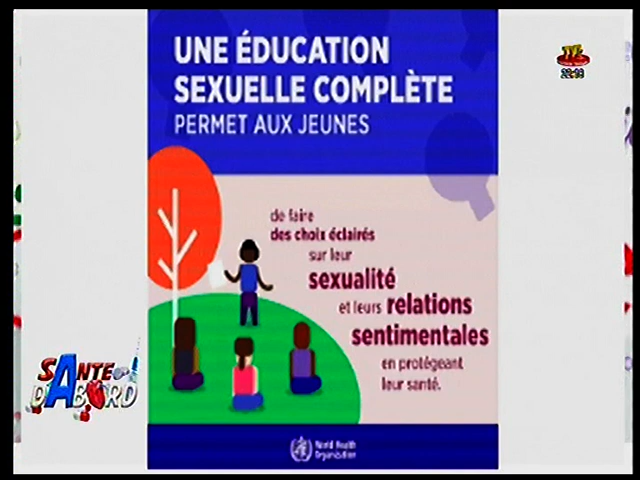 UNE ÉDUCATION
SEXUELLE COMPLÈTE
PERMET AUX JEUNES
de faire
des choix éclairés
sur leur
sexualité
et leurs relations
sentimentales
en protégeant
leur santé.
World Health
Organization
SANTE
D'ABORD